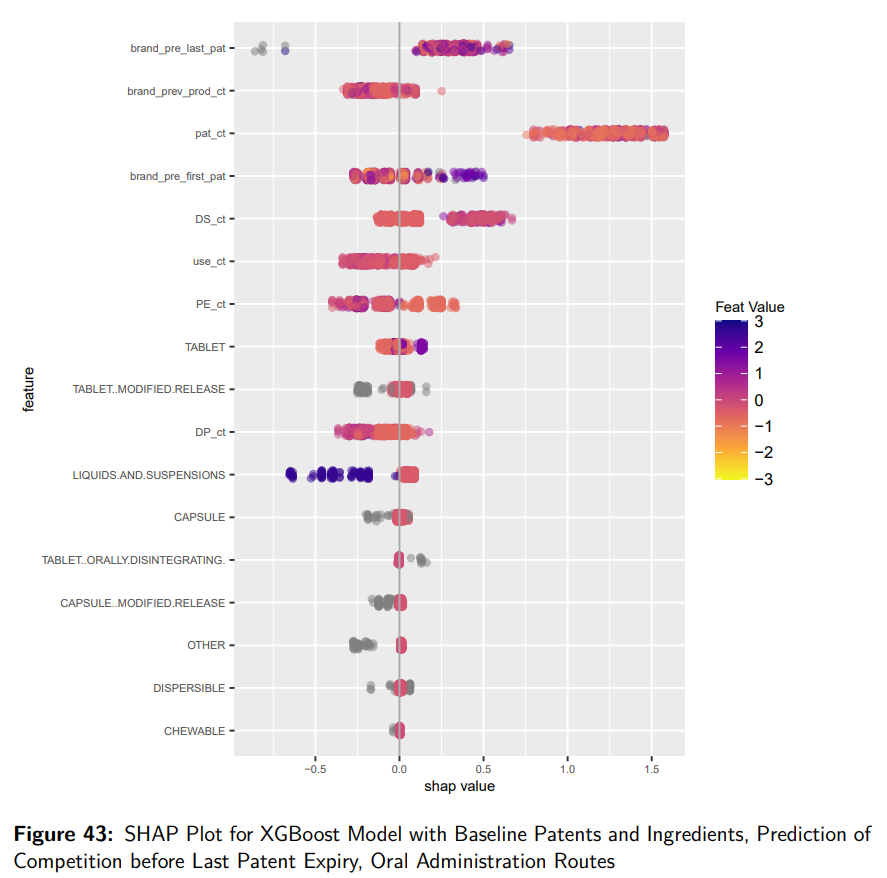 brand_pre_last_pat
brand_prev_prod_ct
pat_ct
brand_pre_first_pat
DS_ct
use_ct
PE_ct
TABLET
TABLET..MODIFIED.RELEASE
DP_ct
LIQUIDS.AND.SUSPENSIONS
CAPSULE
TABLET..ORALLY.DISINTEGRATING.
CAPSULE..MODIFIED.RELEASE
OTHER
DISPERSIBLE
CHEWABLE
feature
−0.5 0.0 0.5 1.0 1.5
shap value
Feat Value
3
2
1
0
−1
−2
−3
Figure 43: SHAP Plot for XGBoost Model with Baseline Patents and Ingredients, Prediction of
Competition before Last Patent Expiry, Oral Administration Routes